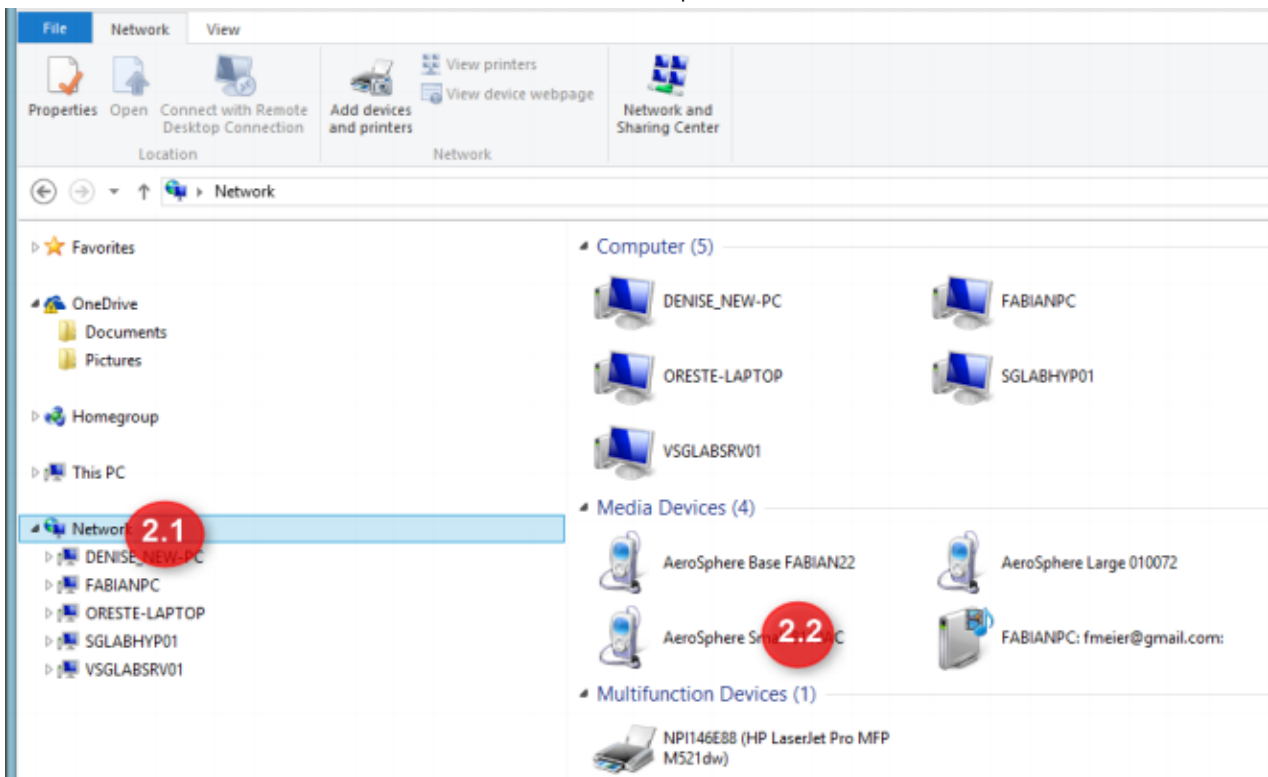 File Network View
Properties Open Connect with Remote Desktop Connection
Add devices and printers
View printers
View device webpage
Network and Sharing Center
Location Network
Network
Favorites
OneDrive
Documents
Pictures
Homegroup
This PC
Network 2.1
DENISE_NEW-PC
FABIANPC
ORESTE-LAPTOP
SGLABHYP01
VSGLABSRV01
Computer (5)
DENISE_NEW-PC FABIANPC
ORESTE-LAPTOP SGLABHYP01
VSGLABSRV01
Media Devices (4)
AeroSphere Base FABIAN22 AeroSphere Large 010072
AeroSphere 2.2 FABIANPC: fmeier@gmail.com:
Multifunction Devices (1)
NPI146E88 (HP LaserJet Pro MFP
M521dw)